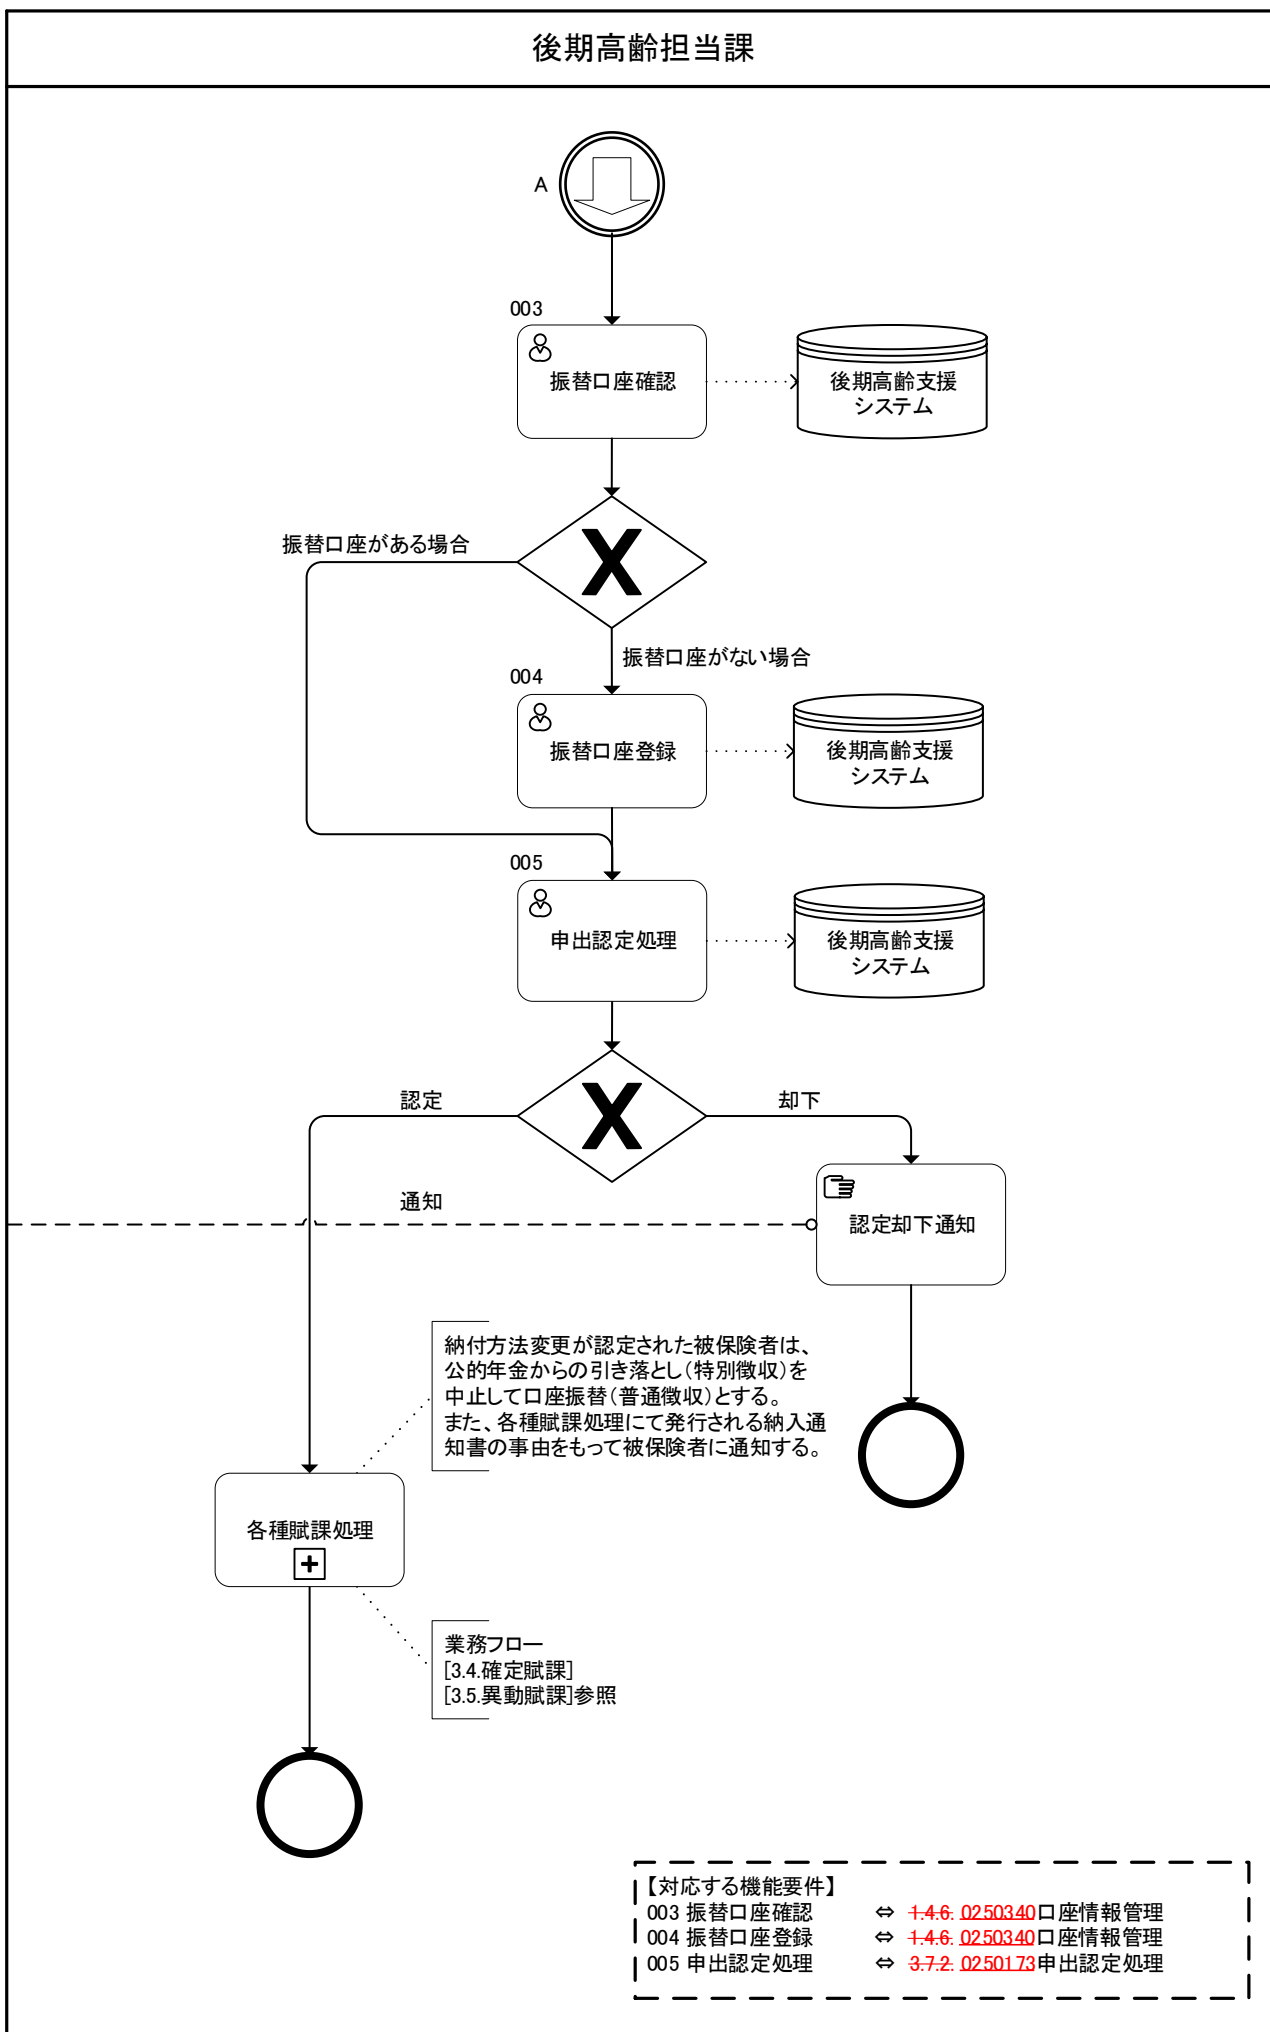 後期高齢担当課
A
003
振替口座確認
後期高齢支援
システム
振替口座がある場合
X
振替口座がない場合
004
振替口座登録
後期高齢支援
システム
005
申出認定処理
後期高齢支援
システム
認定
X
却下
通知
認定却下通知
納付方法変更が認定された被保険者は、
公的年金からの引き落とし(特別徴収)を
中止して口座振替(普通徴収)とする。
また、各種賦課処理にて発行される納入通
知書の事由をもって被保険者に通知する。
各種賦課処理
業務フロー
[3.4.確定賦課]
[3.5.異動賦課]参照
【対応する機能要件】
003 振替口座確認 ⇔ 1.4.6. 0250340口座情報管理
004 振替口座登録 ⇔ 1.4.6. 0250340口座情報管理
005 申出認定処理 ⇔ 3.7.2. 0250173申出認定処理